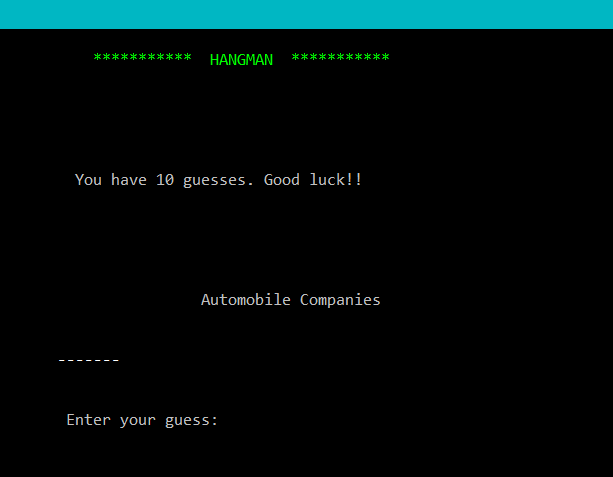 *********** HANGMAN ***********
You have 10 guesses. Good luck!!
Automobile Companies
-------
Enter your guess: